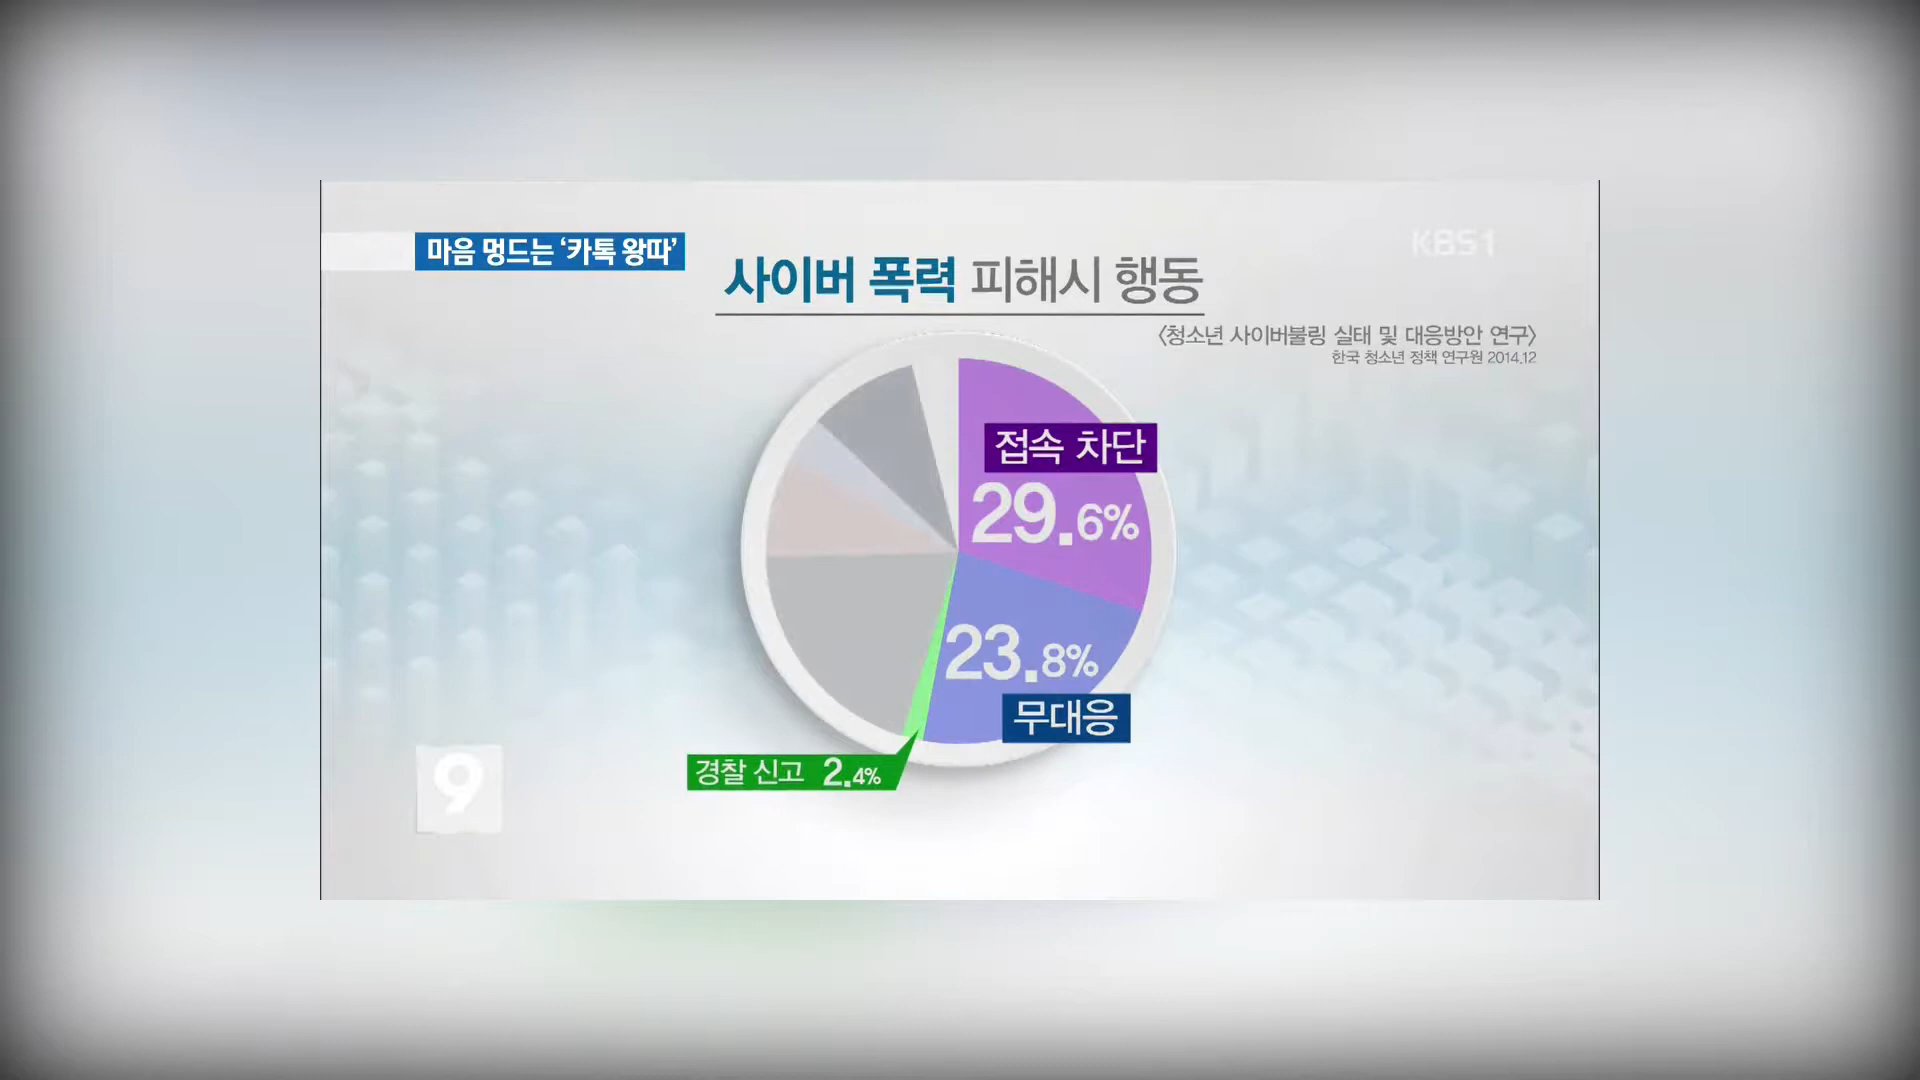 마음 멍드는 ‘카톡 왕따’
KBS1
사이버 폭력 피해시 행동
<청소년 사이버불링 실태 및 대응방안 연구>
한국 청소년 정책 연구원 2014.12
접속 차단
29.6%
23.8%
무대응
경찰 신고 2.4%
9